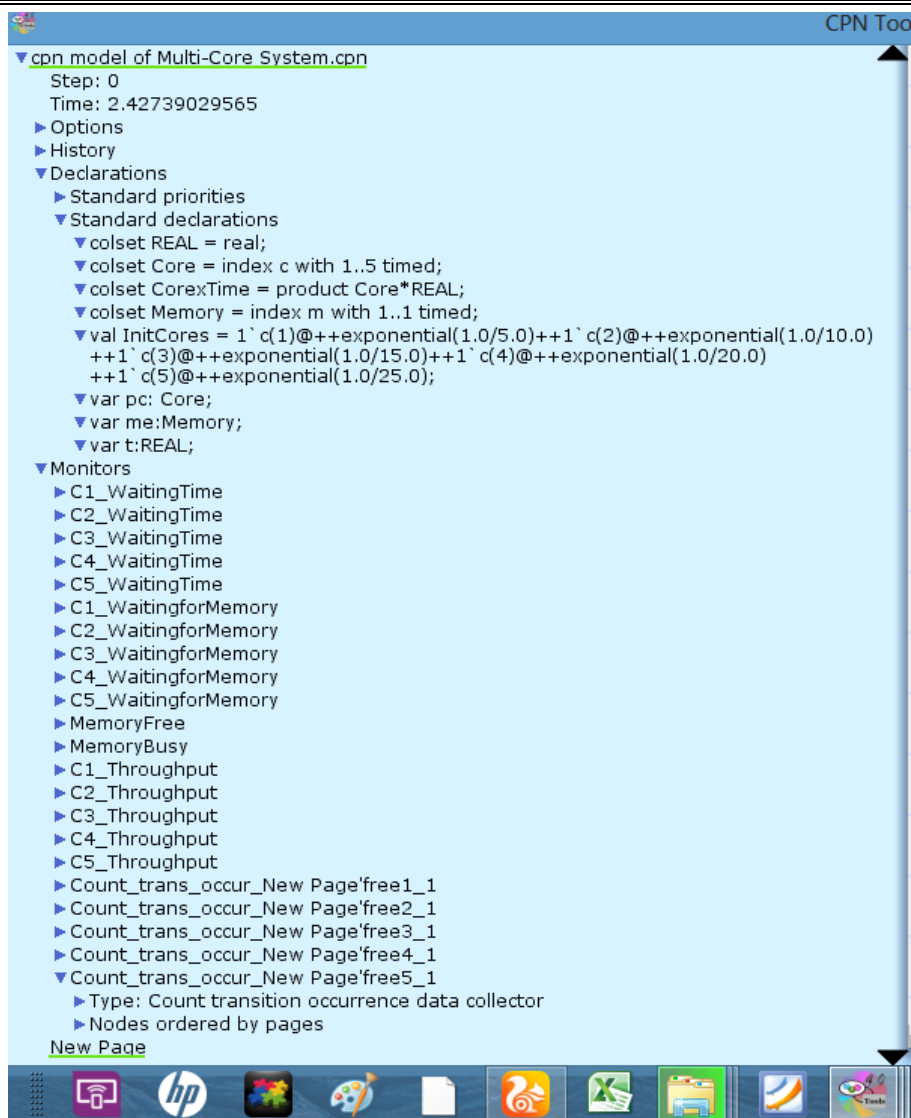 CPN Too
cpn model of Multi-Core System.cpn
Step: 0
Time: 2.42739029565
Options
History
Declarations
Standard priorities
Standard declarations
colset REAL = real;
colset Core = index c with 1..5 timed;
colset CorexTime = product Core*REAL;
colset Memory = index m with 1..1 timed;
val InitCores = 1`c(1)@++exponential(1.0/5.0)++1`c(2)@++exponential(1.0/10.0)
++1`c(3)@++exponential(1.0/15.0)++1`c(4)@++exponential(1.0/20.0)
++1`c(5)@++exponential(1.0/25.0);
var pc: Core;
var me:Memory;
var t:REAL;
Monitors
C1_WaitingTime
C2_WaitingTime
C3_WaitingTime
C4_WaitingTime
C5_WaitingTime
C1_WaitingforMemory
C2_WaitingforMemory
C3_WaitingforMemory
C4_WaitingforMemory
C5_WaitingforMemory
MemoryFree
MemoryBusy
C1_Throughput
C2_Throughput
C3_Throughput
C4_Throughput
C5_Throughput
Count_trans_occur_New Page'free1_1
Count_trans_occur_New Page'free2_1
Count_trans_occur_New Page'free3_1
Count_trans_occur_New Page'free4_1
Count_trans_occur_New Page'free5_1
Type: Count transition occurrence data collector
Nodes ordered by pages
New Page
hp